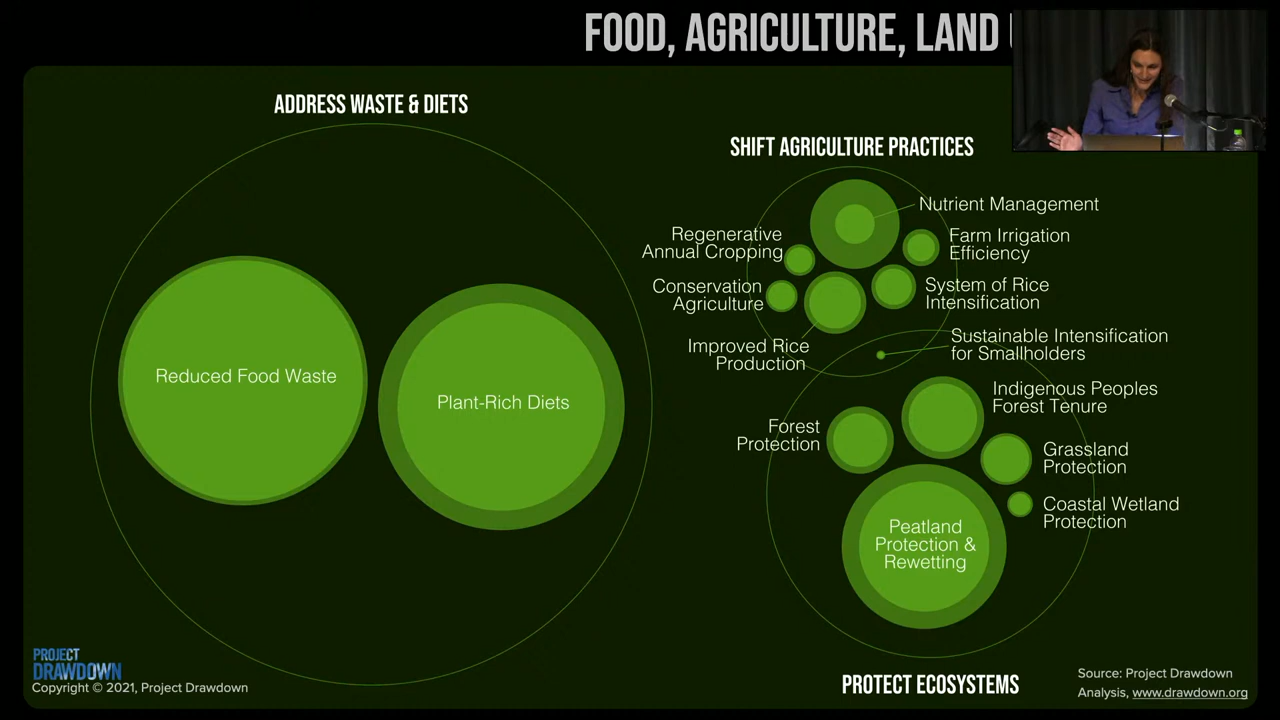 FOOD, AGRICULTURE, LAND
ADDRESS WASTE & DIETS
Reduced Food Waste
Plant-Rich Diets
SHIFT AGRICULTURE PRACTICES
Nutrient Management
Regenerative
Annual Cropping
Farm Irrigation
Efficiency
Conservation
Agriculture
System of Rice
Intensification
Improved Rice
Production
Sustainable Intensification
for Smallholders
Indigenous Peoples
Forest Tenure
Forest
Protection
Grassland
Protection
Coastal Wetland
Protection
Peatland
Protection &
Rewetting
PROTECT ECOSYSTEMS
PROJECT
DRAWDOWN
Copyright © 2021, Project Drawdown
Source: Project Drawdown
Analysis, www.drawdown.org